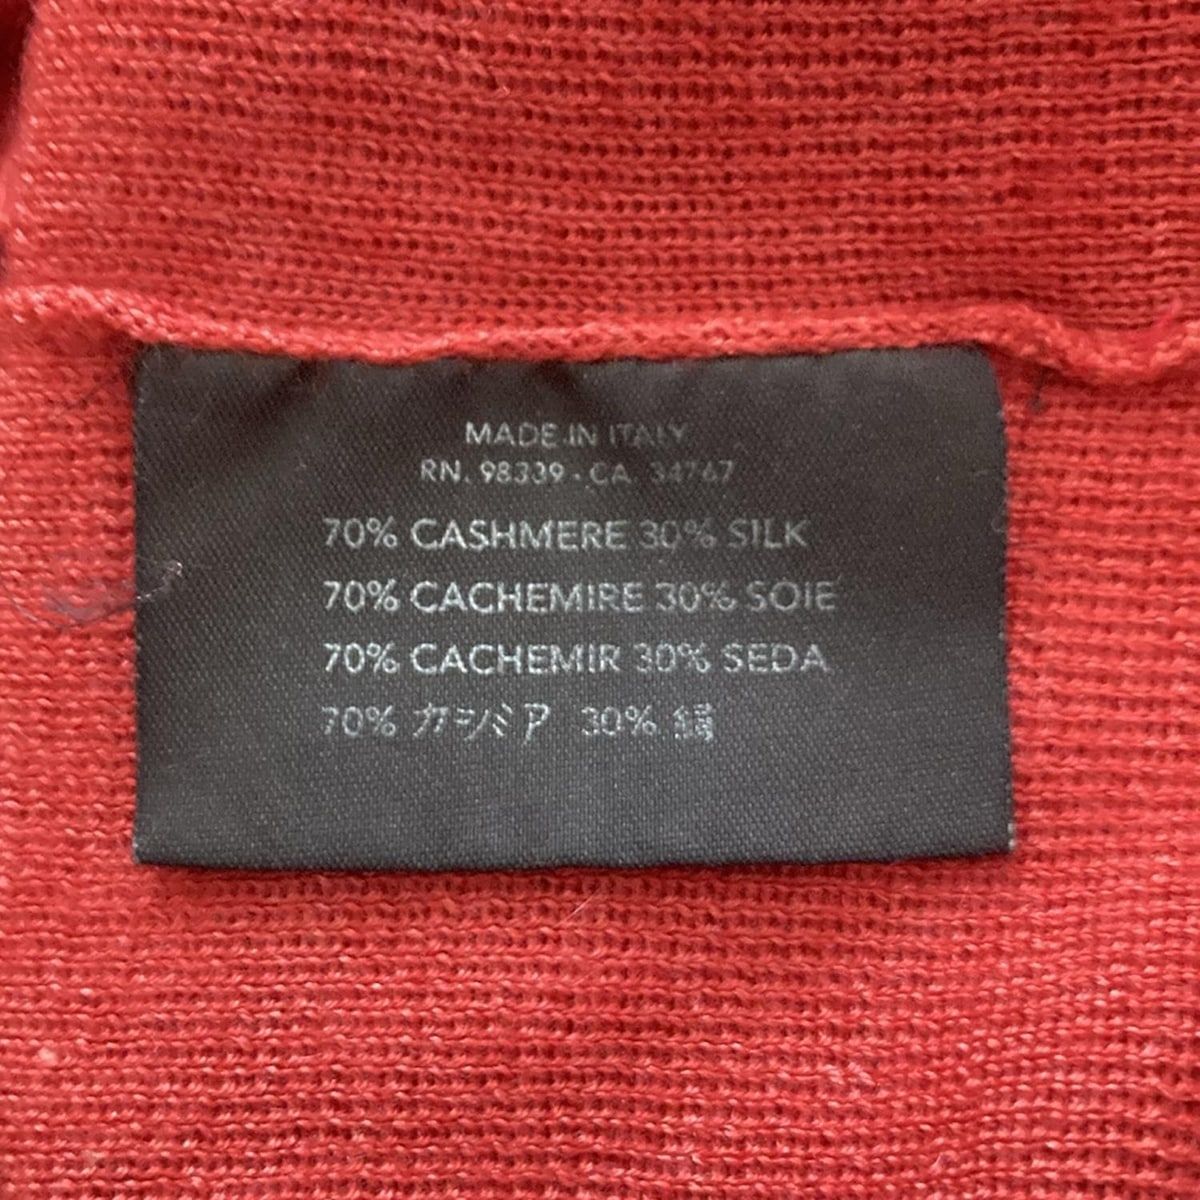 MADE IN ITALY
RN. 98339 - CA 34767
70% CASHMERE 30% SILK
70% CACHEMIRE 30% SOIE
70% CACHEMIR 30% SEDA
70% カシミア 30% 絹